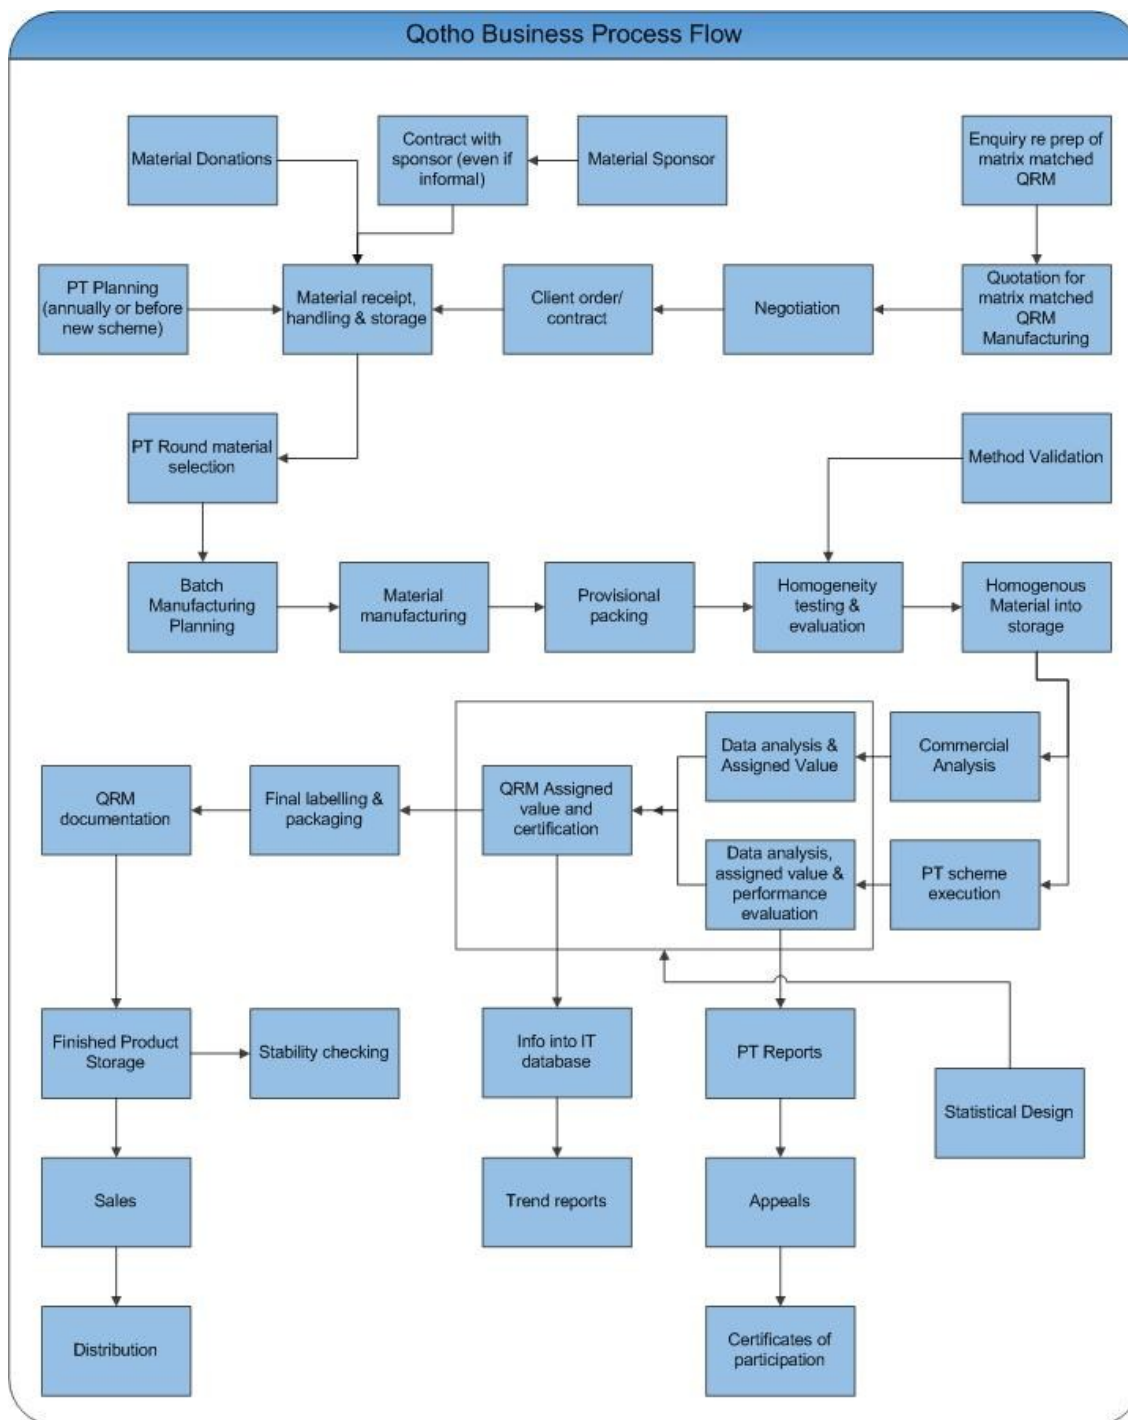 Qotho Business Process Flow
Material Donations
Contract with
sponsor (even if
informal)
Material Sponsor
Enquiry re prep of
matrix matched
QRM
PT Planning
(annually or before
new scheme)
Material receipt,
handling & storage
Client order/
contract
Negotiation
Quotation for
matrix matched
QRM
Manufacturing
PT Round material
selection
Method Validation
Batch
Manufacturing
Planning
Material
manufacturing
Provisional
packing
Homogeneity
testing &
evaluation
Homogenous
Material into
storage
Data analysis &
Assigned Value
Commercial
Analysis
QRM
documentation
Final labelling &
packaging
QRM Assigned
value and
certification
Data analysis,
assigned value &
performance
evaluation
PT scheme
execution
Finished Product
Storage
Stability checking
Info into IT
database
PT Reports
Statistical Design
Sales
Trend reports
Appeals
Distribution
Certificates of
participation